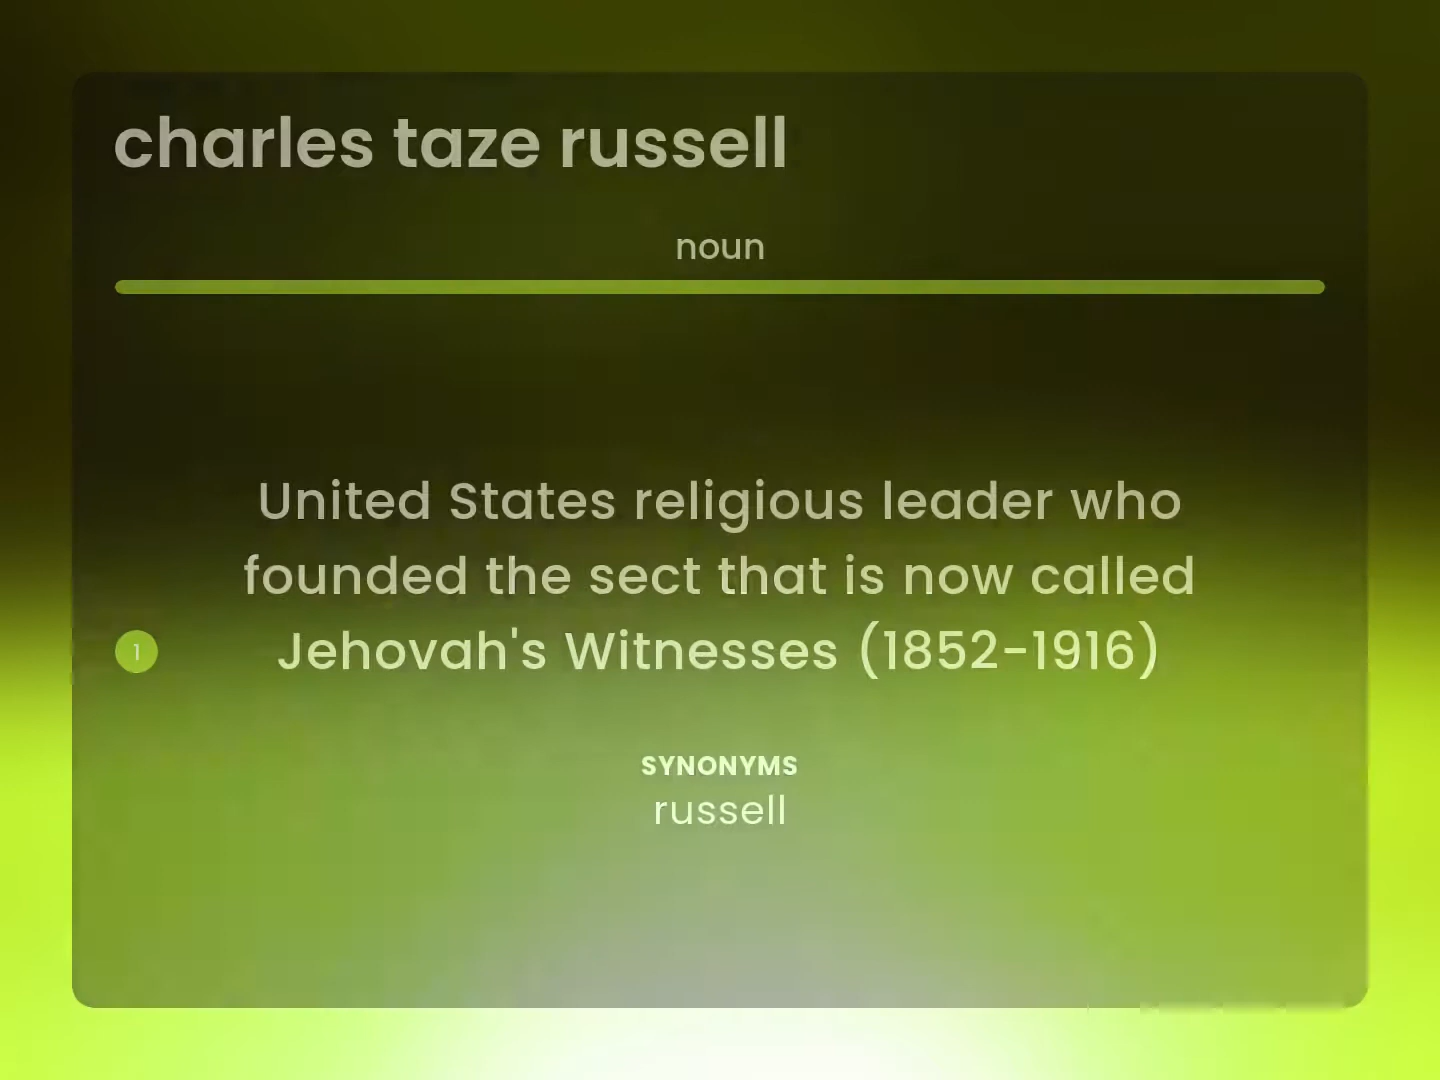 charles taze russell
noun
United States religious leader who
founded the sect that is now called
1 Jehovah's Witnesses (1852-1916)
SYNONYMS
russell